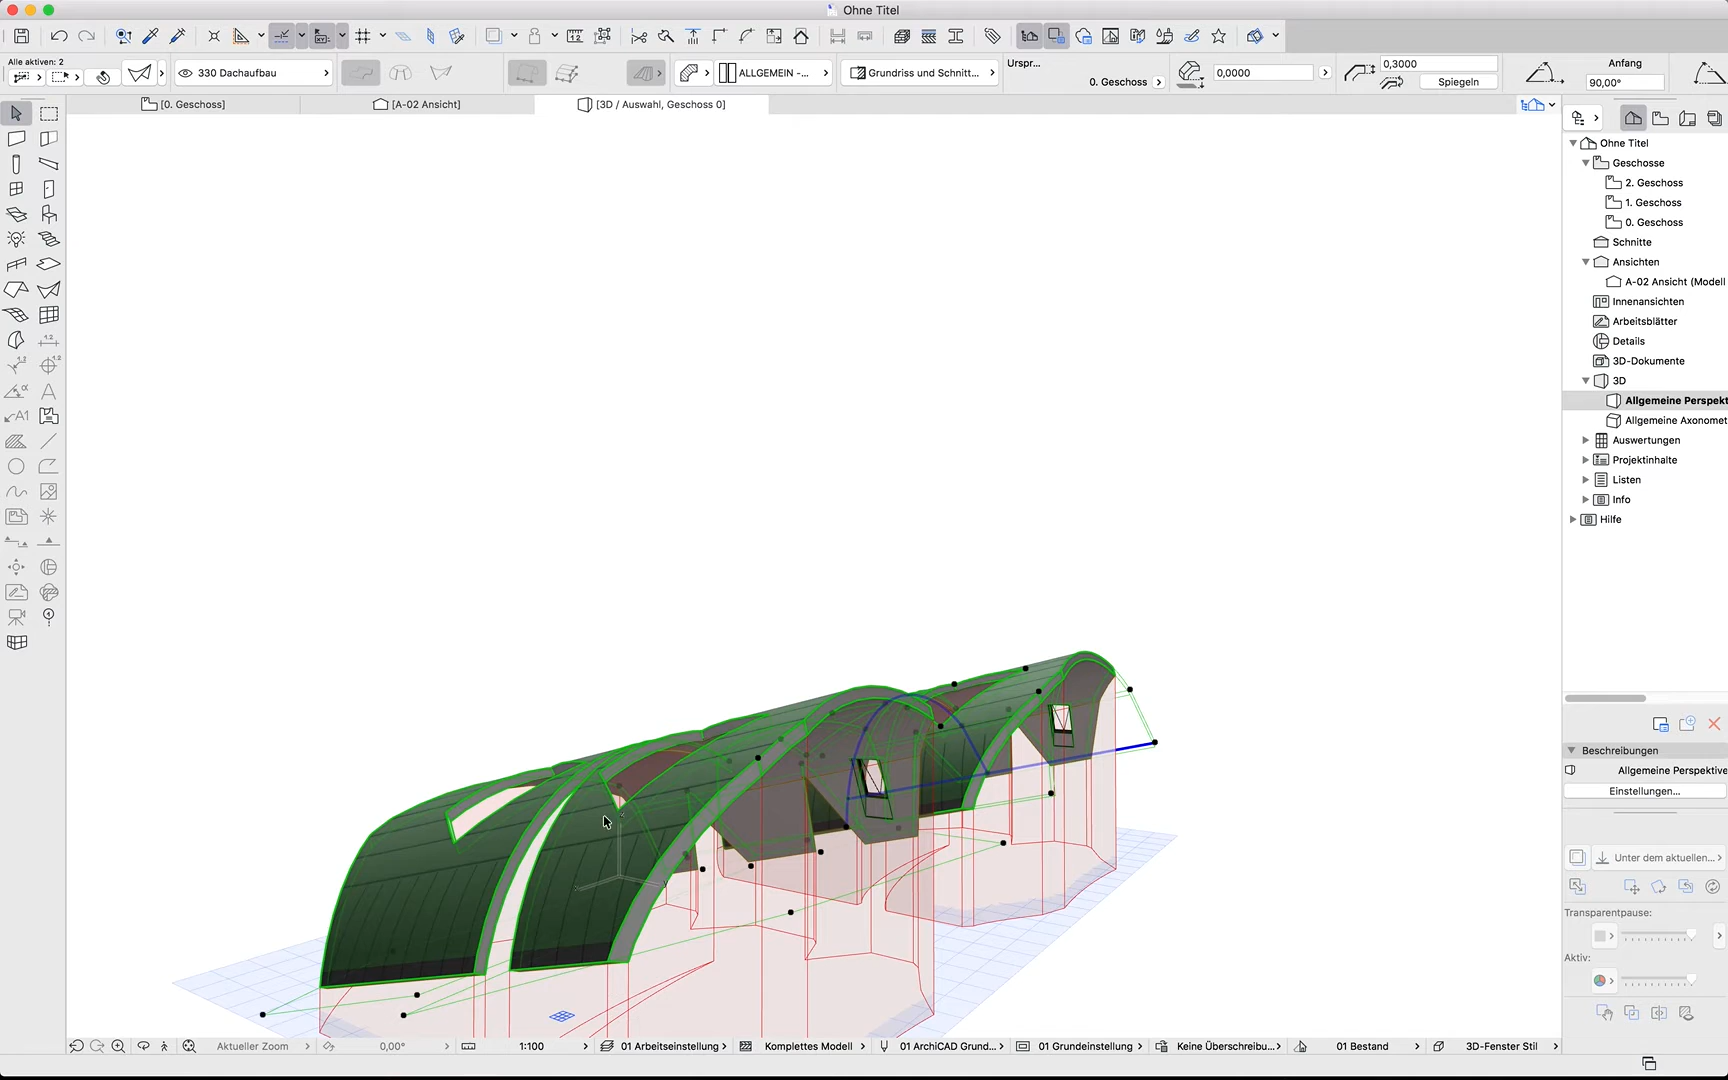 Ohne Titel
Alle aktiven: 2
330 Dachaufbau
ALLGEMEIN -...
Grundriss und Schnitt...
Urspr...
0. Geschoss
0,0000
0,3000
Spiegeln
Anfang
90,00°
[0. Geschoss]
[A-02 Ansicht]
[3D / Auswahl, Geschoss 0]
Ohne Titel
Geschosse
2. Geschoss
1. Geschoss
0. Geschoss
Schnitte
Ansichten
A-02 Ansicht (Modell
Innenansichten
Arbeitsblätter
Details
3D-Dokumente
3D
Allgemeine Perspekt
Allgemeine Axonomet
Auswertungen
Projektinhalte
Listen
Info
Hilfe
Beschreibungen
Allgemeine Perspektive
Einstellungen...
Unter dem aktuellen...
Transparentpause:
Aktiv:
Aktueller Zoom
0,00°
1:100
01 Arbeitseinstellung
Komplettes Modell
01 ArchiCAD Grund...
01 Grundeinstellung
Keine Überschreibu...
01 Bestand
3D-Fenster Stil